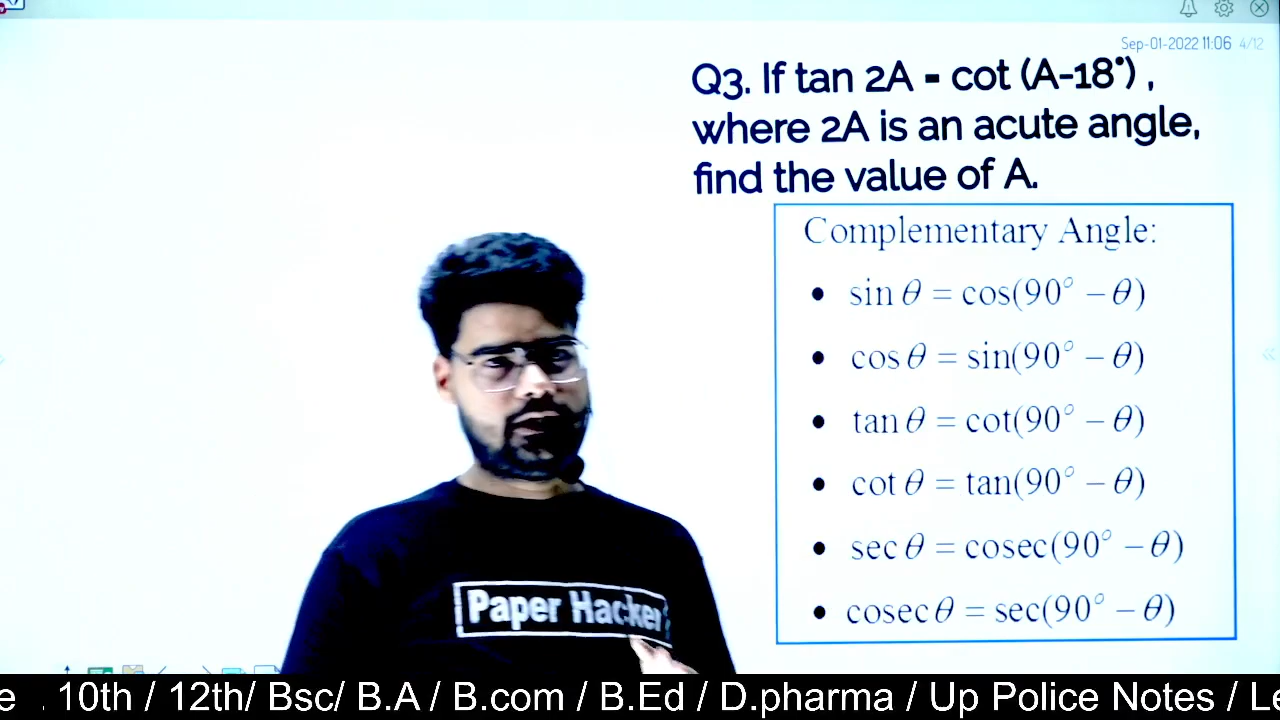 Sep-01-2022 11:06 4/12
Q3. If tan 2A = cot (A-18°) ,
where 2A is an acute angle,
find the value of A.
Complementary Angle:
• sin θ = cos(90° – θ)
• cos θ = sin(90° – θ)
• tan θ = cot(90° – θ)
• cot θ = tan(90° – θ)
• sec θ = cosec(90° – θ)
• cosec θ = sec(90° – θ)
Paper Hacker
e . 10th / 12th/ Bsc/ B.A / B.com / B.Ed / D.pharma / Up Police Notes / Le